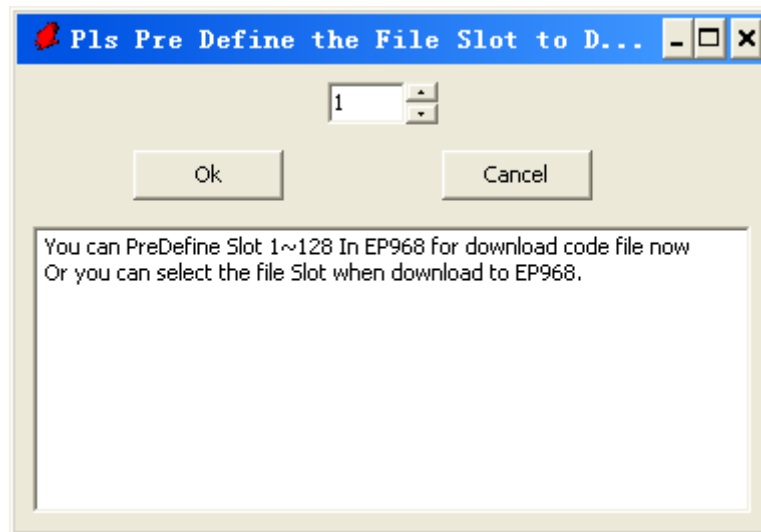 Pls Pre Define the File Slot to D...
1
Ok
Cancel
You can PreDefine Slot 1~128 In EP968 for download code file now
Or you can select the file Slot when download to EP968.